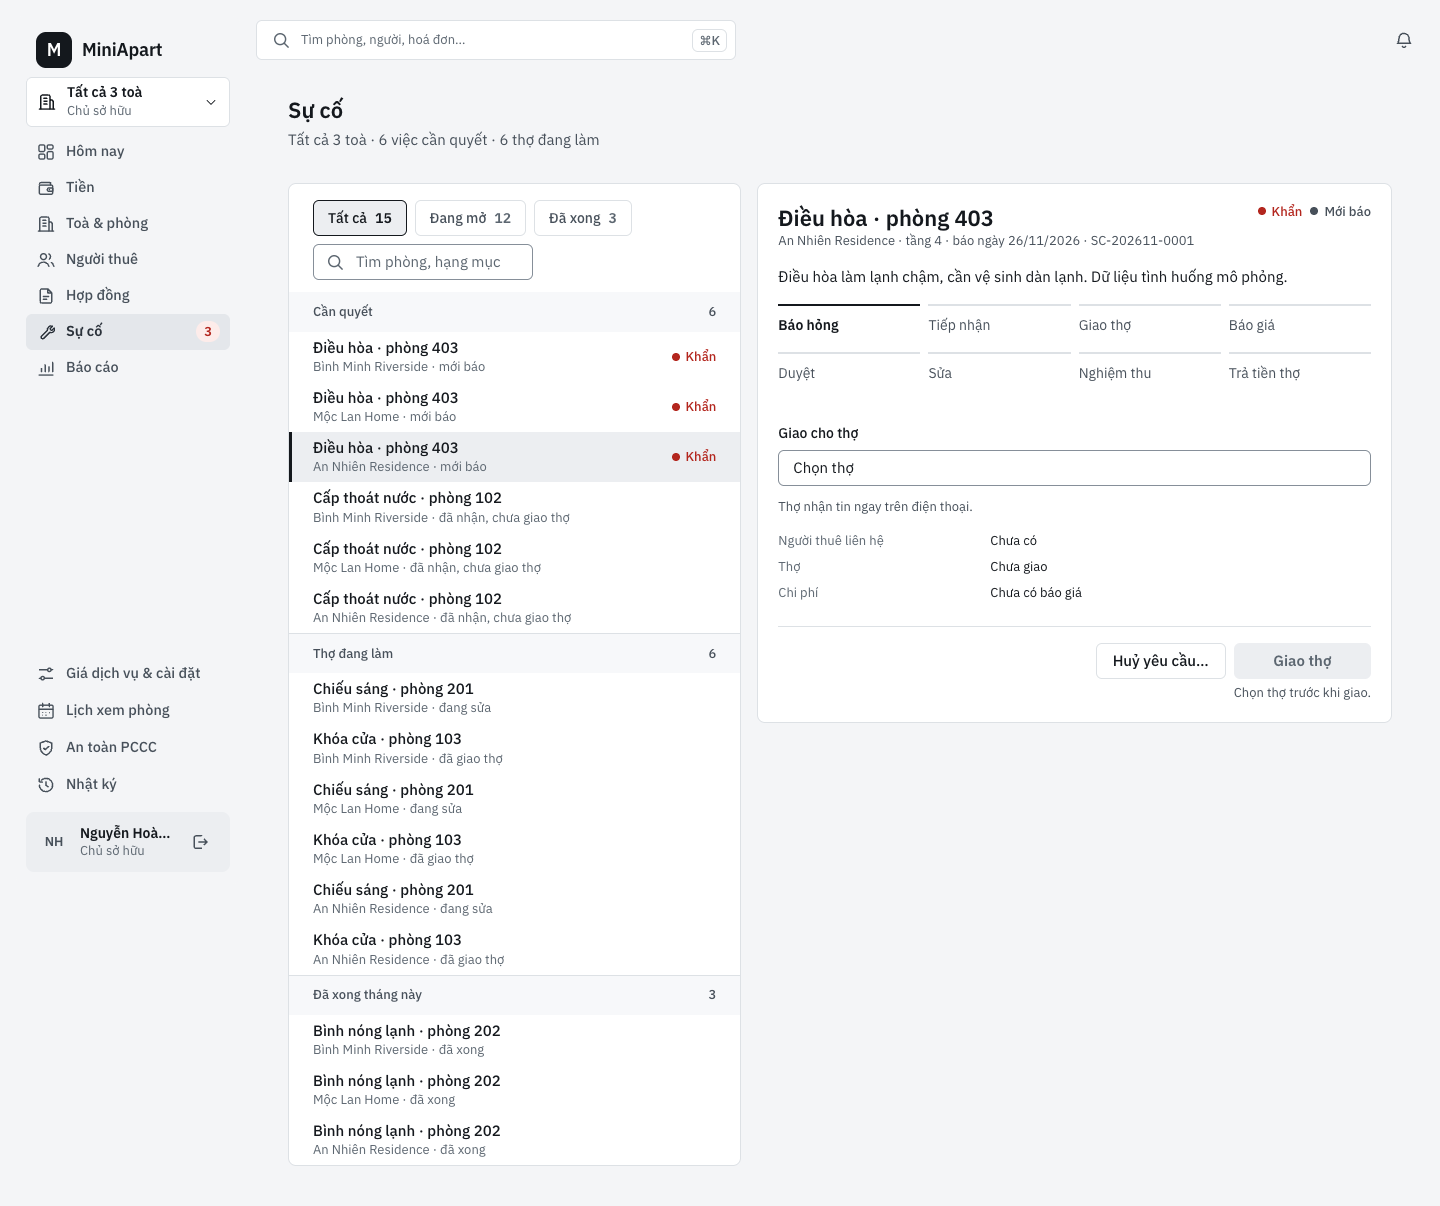 M MiniApart
Tất cả 3 toà
Chủ sở hữu
Hôm nay
Tiền
Toà & phòng
Người thuê
Hợp đồng
Sự cố 3
Báo cáo
Giá dịch vụ & cài đặt
Lịch xem phòng
An toàn PCCC
Nhật ký
NH Nguyễn Hoà...
Chủ sở hữu
Tìm phòng, người, hoá đơn... ⌘K
Sự cố
Tất cả 3 toà · 6 việc cần quyết · 6 thợ đang làm
Tất cả 15 Đang mở 12 Đã xong 3
Tìm phòng, hạng mục
Cần quyết 6
Điều hòa · phòng 403
Bình Minh Riverside · mới báo
Khẩn
Điều hòa · phòng 403
Mộc Lan Home · mới báo
Khẩn
Điều hòa · phòng 403
An Nhiên Residence · mới báo
Khẩn
Cấp thoát nước · phòng 102
Bình Minh Riverside · đã nhận, chưa giao thợ
Cấp thoát nước · phòng 102
Mộc Lan Home · đã nhận, chưa giao thợ
Cấp thoát nước · phòng 102
An Nhiên Residence · đã nhận, chưa giao thợ
Thợ đang làm 6
Chiếu sáng · phòng 201
Bình Minh Riverside · đang sửa
Khóa cửa · phòng 103
Bình Minh Riverside · đã giao thợ
Chiếu sáng · phòng 201
Mộc Lan Home · đang sửa
Khóa cửa · phòng 103
Mộc Lan Home · đã giao thợ
Chiếu sáng · phòng 201
An Nhiên Residence · đang sửa
Khóa cửa · phòng 103
An Nhiên Residence · đã giao thợ
Đã xong tháng này 3
Bình nóng lạnh · phòng 202
Bình Minh Riverside · đã xong
Bình nóng lạnh · phòng 202
Mộc Lan Home · đã xong
Bình nóng lạnh · phòng 202
An Nhiên Residence · đã xong
Điều hòa · phòng 403
Khẩn Mới báo
An Nhiên Residence · tầng 4 · báo ngày 26/11/2026 · SC-202611-0001
Điều hòa làm lạnh chậm, cần vệ sinh dàn lạnh. Dữ liệu tình huống mô phỏng.
Báo hỏng Tiếp nhận Giao thợ Báo giá
Duyệt Sửa Nghiệm thu Trả tiền thợ
Giao cho thợ
Chọn thợ
Thợ nhận tin ngay trên điện thoại.
Người thuê liên hệ Chưa có
Thợ Chưa giao
Chi phí Chưa có báo giá
Huỷ yêu cầu... Giao thợ
Chọn thợ trước khi giao.